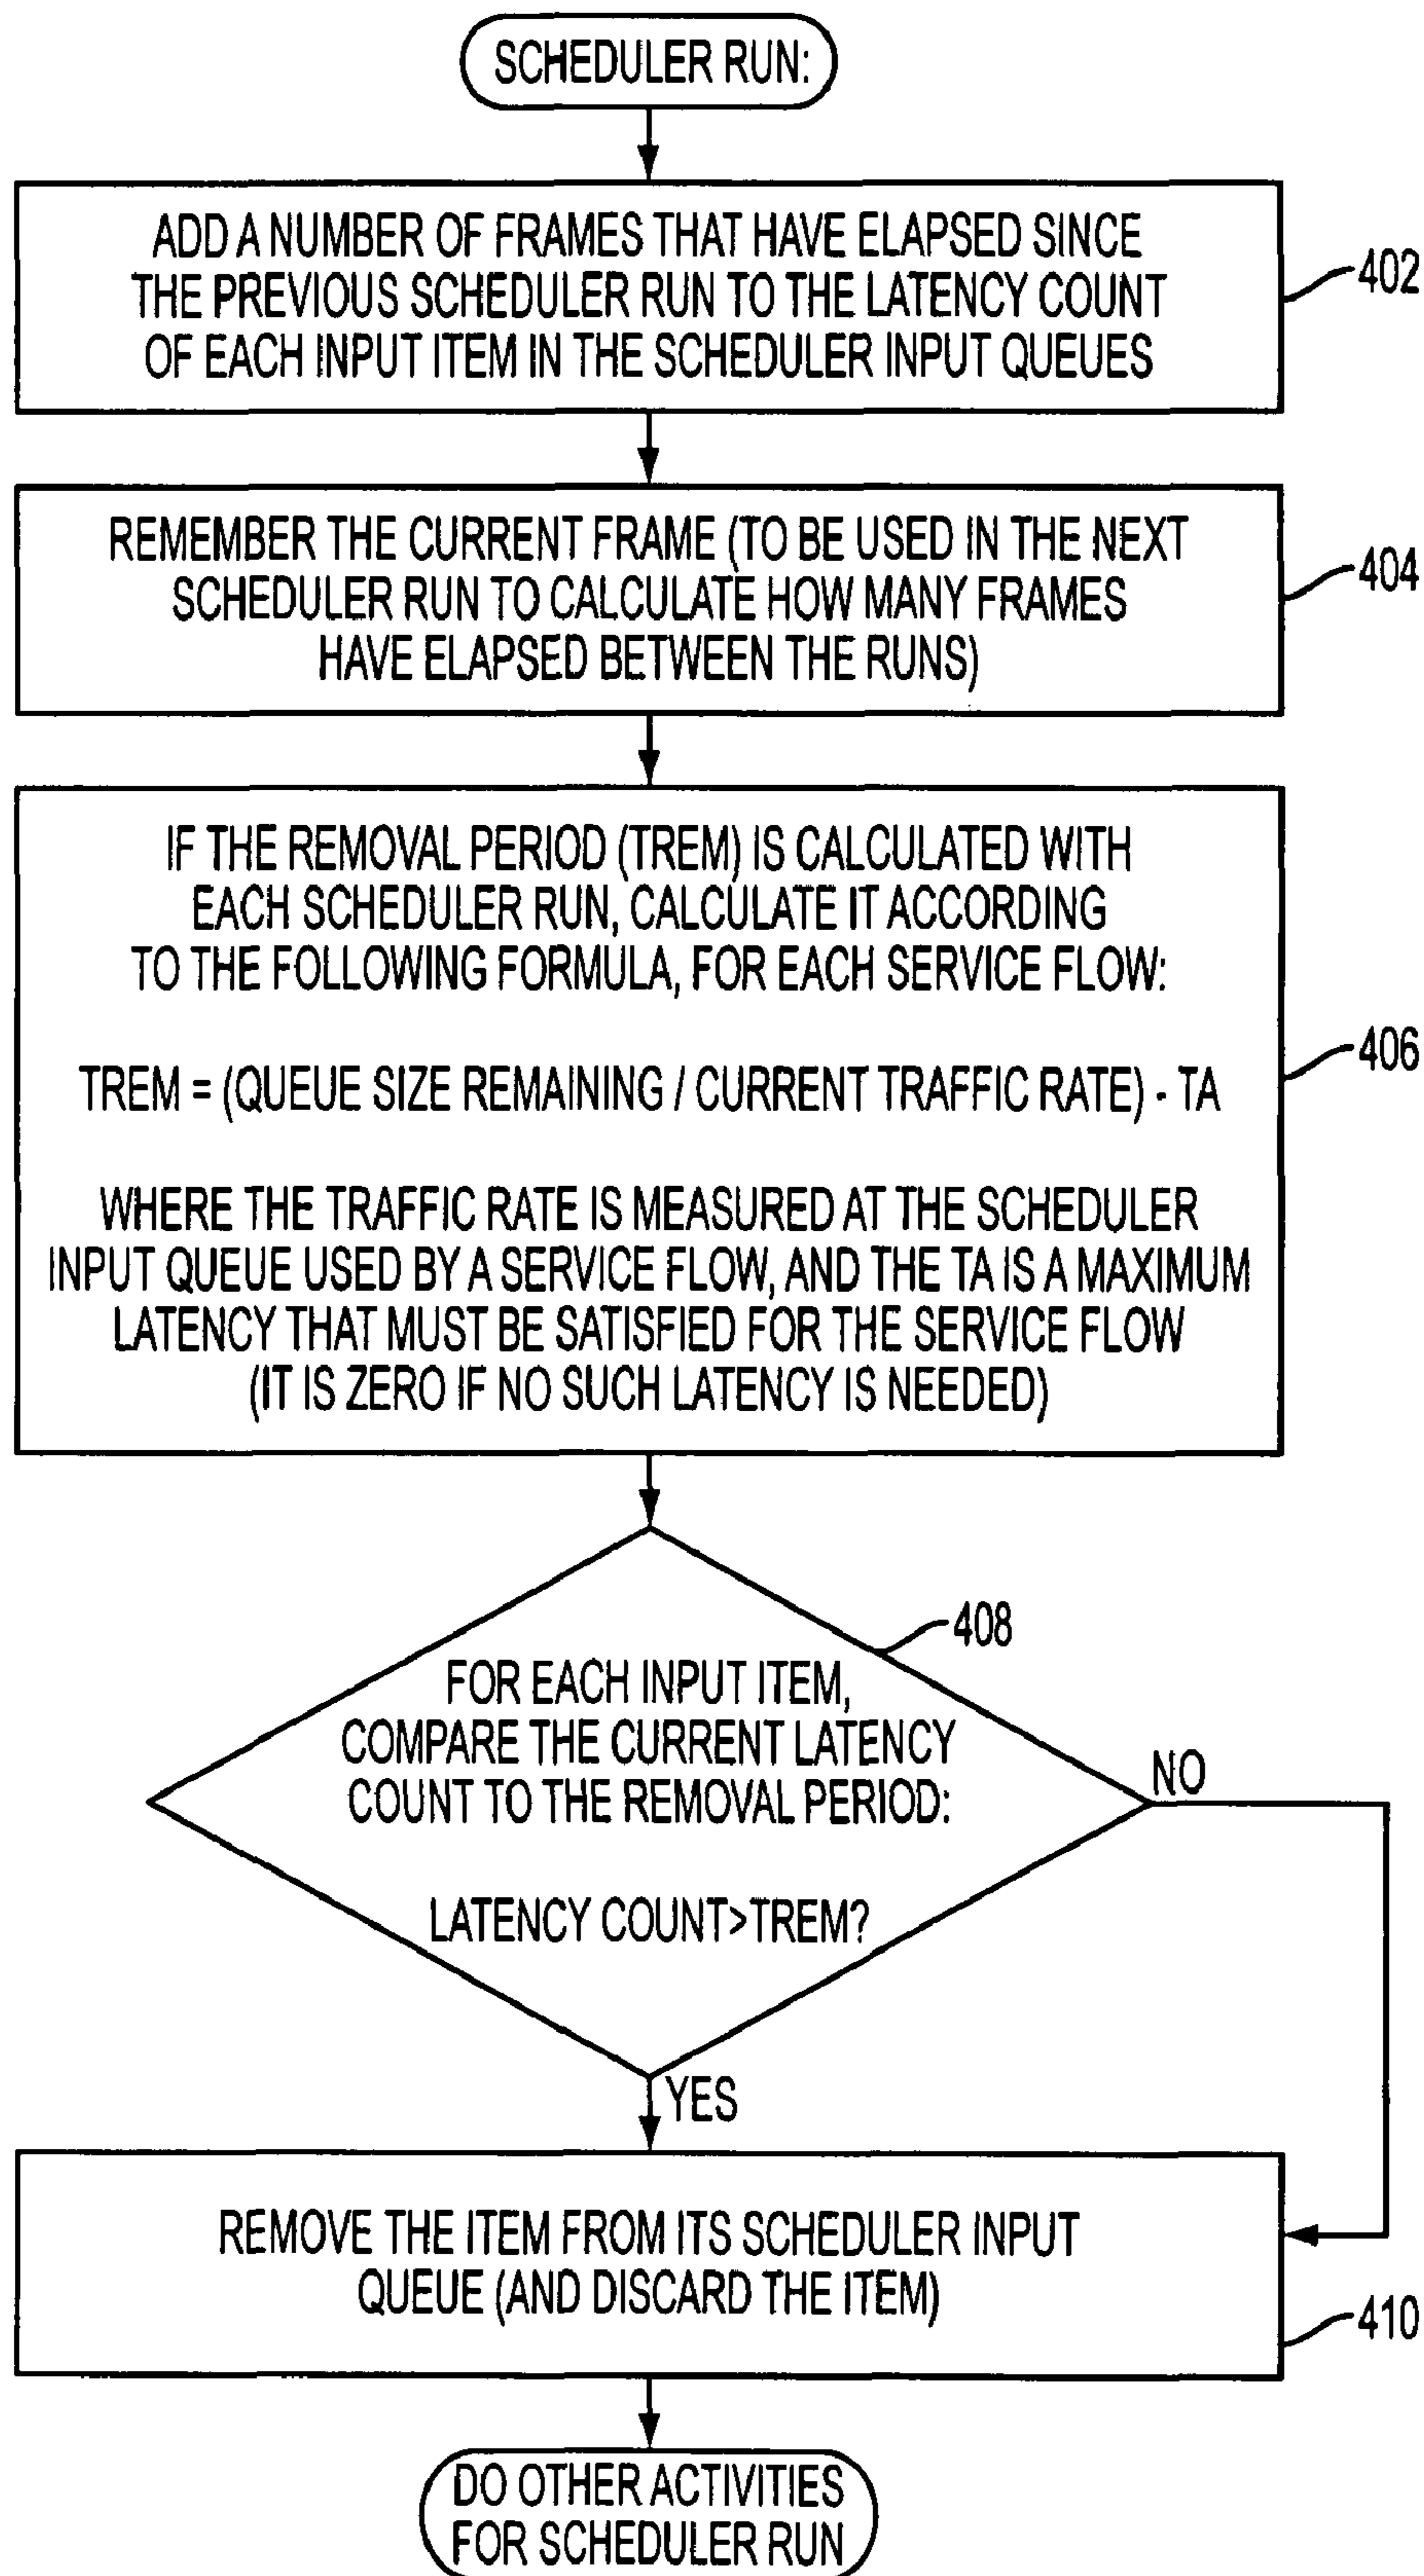 SCHEDULER RUN:
ADD A NUMBER OF FRAMES THAT HAVE ELAPSED SINCE
THE PREVIOUS SCHEDULER RUN TO THE LATENCY COUNT
OF EACH INPUT ITEM IN THE SCHEDULER INPUT QUEUES
402
REMEMBER THE CURRENT FRAME (TO BE USED IN THE NEXT
SCHEDULER RUN TO CALCULATE HOW MANY FRAMES
HAVE ELAPSED BETWEEN THE RUNS)
404
IF THE REMOVAL PERIOD (TREM) IS CALCULATED WITH
EACH SCHEDULER RUN, CALCULATE IT ACCORDING
TO THE FOLLOWING FORMULA, FOR EACH SERVICE FLOW:
TREM = (QUEUE SIZE REMAINING / CURRENT TRAFFIC RATE) - TA
WHERE THE TRAFFIC RATE IS MEASURED AT THE SCHEDULER
INPUT QUEUE USED BY A SERVICE FLOW, AND THE TA IS A MAXIMUM
LATENCY THAT MUST BE SATISFIED FOR THE SERVICE FLOW
(IT IS ZERO IF NO SUCH LATENCY IS NEEDED)
406
408
FOR EACH INPUT ITEM,
COMPARE THE CURRENT LATENCY
COUNT TO THE REMOVAL PERIOD:
LATENCY COUNT>TREM?
NO
YES
REMOVE THE ITEM FROM ITS SCHEDULER INPUT
QUEUE (AND DISCARD THE ITEM)
410
DO OTHER ACTIVITIES
FOR SCHEDULER RUN